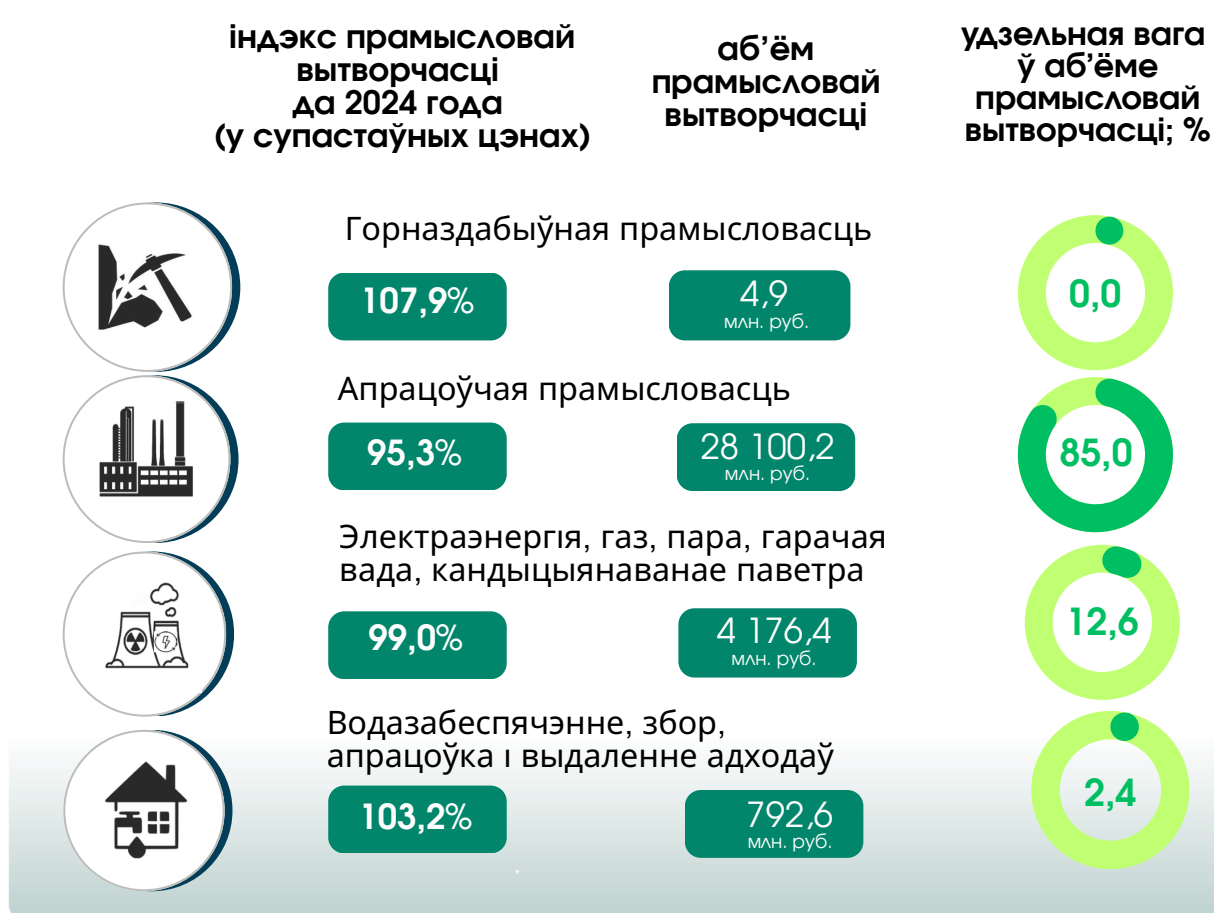 індэкс прамысловай
вытворчасці
да 2024 года
(у супастаўных цэнах)
аб’ём
прамысловай
вытворчасці
удзельная вага
ў аб’ёме
прамысловай
вытворчасці; %
Горназдабыўная прамысловасць
107,9%
4,9
млн. руб.
0,0
Апрацоўчая прамысловасць
95,3%
28 100,2
млн. руб.
85,0
Электраэнергıя, газ, пара, гарачая
вада, кандыцыянаванае паветра
99,0%
4 176,4
млн. руб.
12,6
Водазабеспячэнне, збор,
апрацоўка ı выдаленне адходаў
103,2%
792,6
млн. руб.
2,4